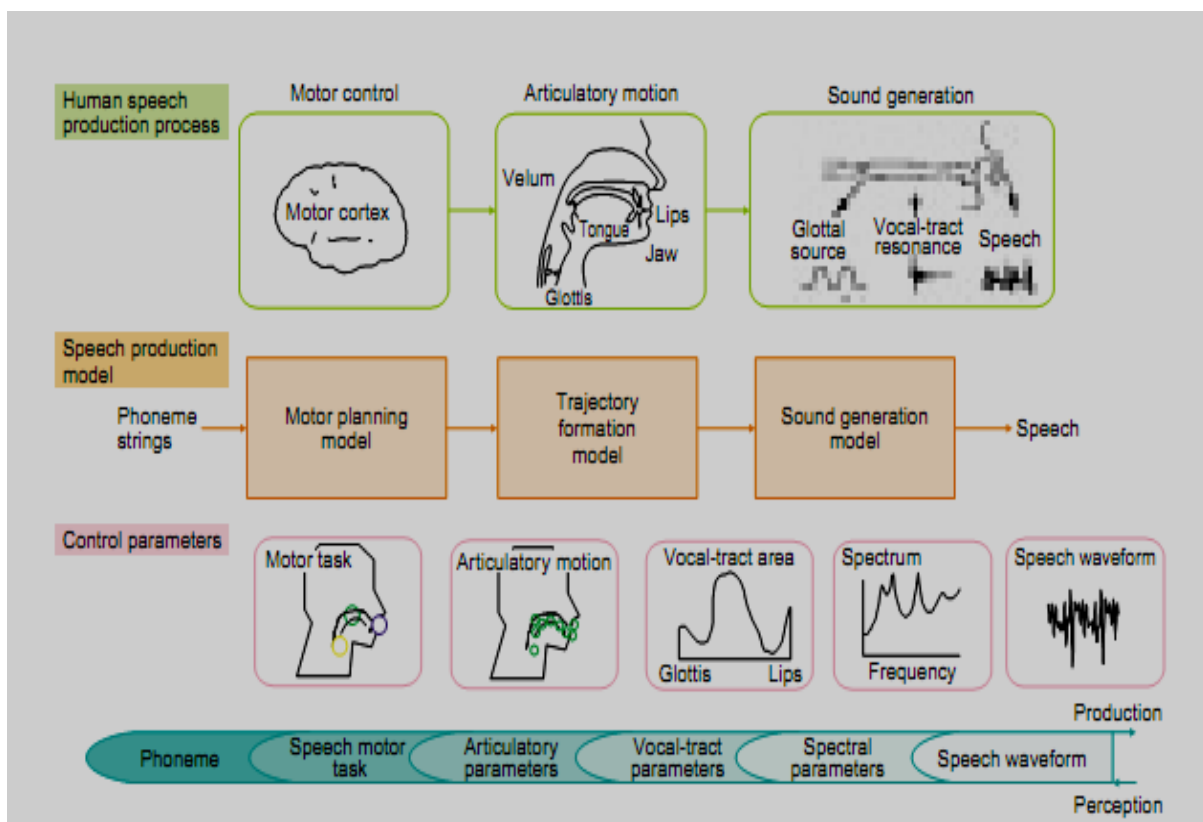 Human speech
production process
Motor control
Articulatory motion
Sound generation
Motor cortex
Velum
Tongue
Lips
Jaw
Glottis
Glottal
source
Vocal-tract
resonance
Speech
Speech production
model
Phoneme
strings
Motor planning
model
Trajectory
formation
model
Sound generation
model
Speech
Control parameters
Motor task
Articulatory motion
Vocal-tract area
Glottis
Lips
Spectrum
Frequency
Speech waveform
Production
Phoneme
Speech motor
task
Articulatory
parameters
Vocal-tract
parameters
Spectral
parameters
Speech waveform
Perception